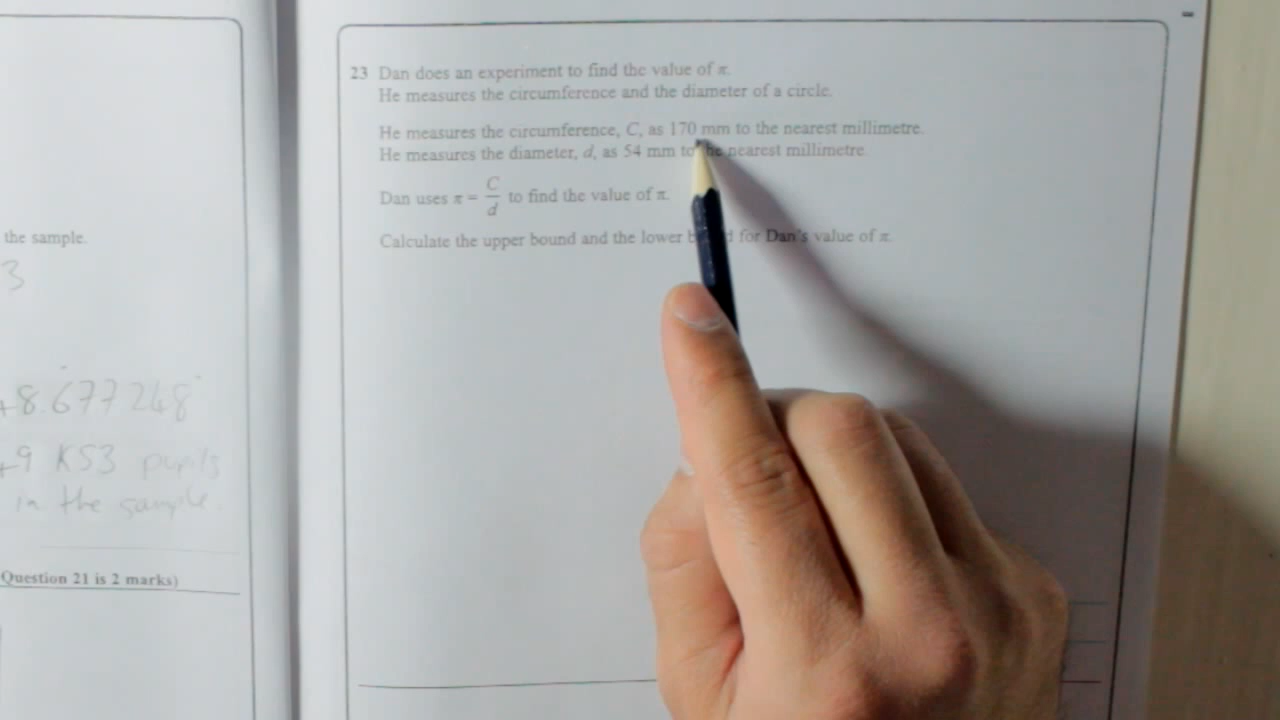 the sample.
3
48.677248
49 KS3 pupils
in the sample.
Question 21 is 2 marks)
23 Dan does an experiment to find the value of π.
He measures the circumference and the diameter of a circle.
He measures the circumference, C, as 170 mm to the nearest millimetre.
He measures the diameter, d, as 54 mm to the nearest millimetre.
Dan uses π = C/d to find the value of π.
Calculate the upper bound and the lower for Dan's value of π.